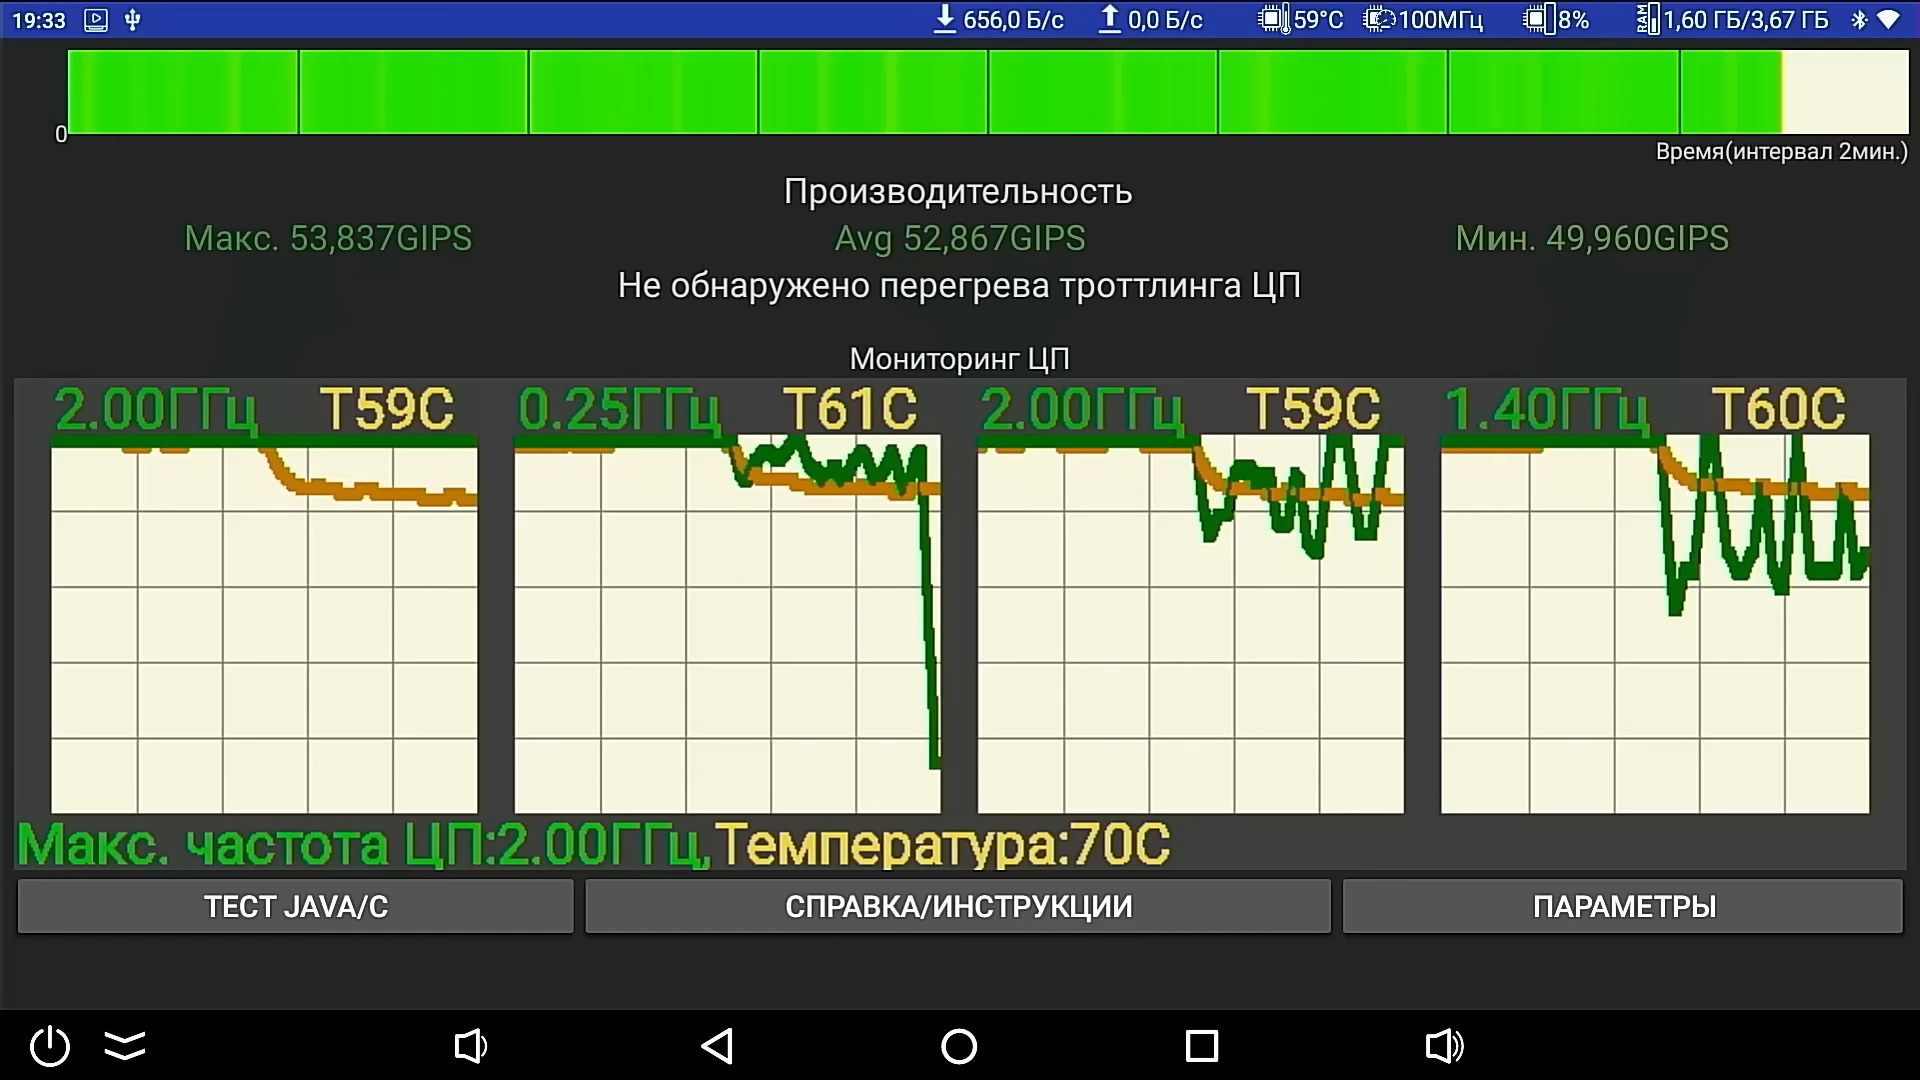 19:33 656,0 Б/с 0,0 Б/с 59°C 100МГц 8% RAM 1,60 ГБ/3,67 ГБ
0
Время(интервал 2мин.)
Производительность
Макс. 53,837GIPS Avg 52,867GIPS Мин. 49,960GIPS
Не обнаружено перегрева троттлинга ЦП
Мониторинг ЦП
2.00ГГц T59C 0.25ГГц T61C 2.00ГГц T59C 1.40ГГц T60C
Макс. частота ЦП:2.00ГГц,Температура:70C
ТЕСТ JAVA/C СПРАВКА/ИНСТРУКЦИИ ПАРАМЕТРЫ